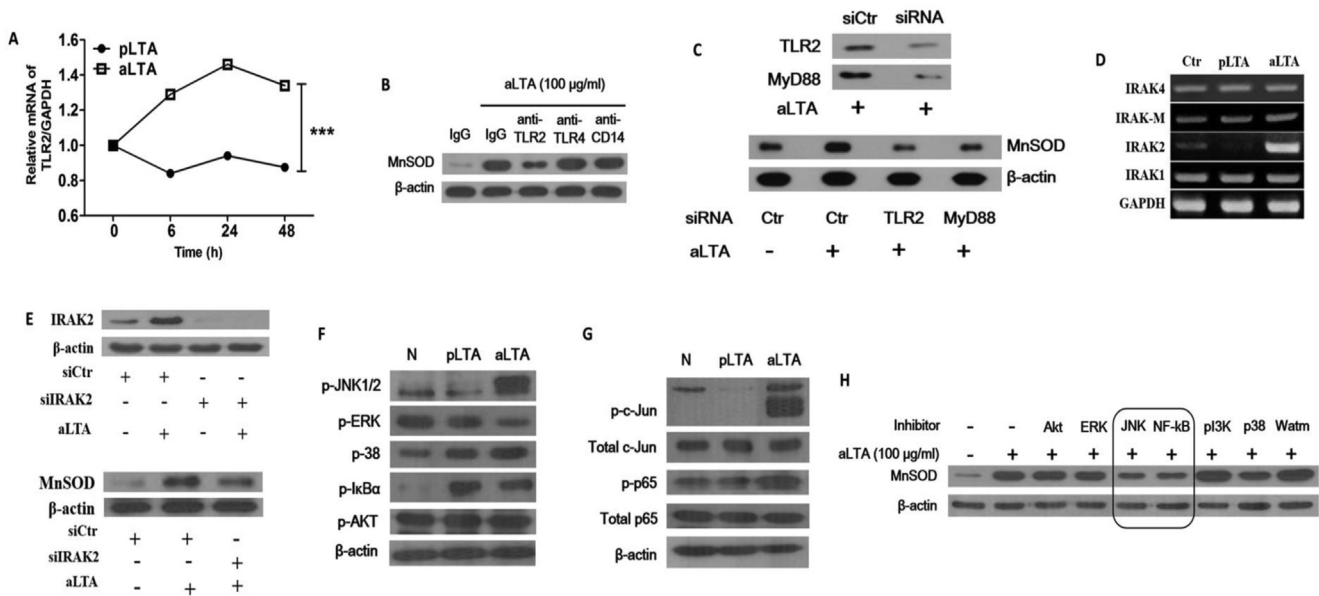 A
Relative mRNA of
TLR2/GAPDH
1.6
1.4
1.2
1.0
0.8
0.6
pLTA
aLTA
***
0 6 24 48
Time (h)
B
aLTA (100 µg/ml)
IgG IgG anti-TLR2 anti-TLR4 anti-CD14
MnSOD
β-actin
C
siCtr siRNA
TLR2
MyD88
aLTA + +
MnSOD
β-actin
siRNA Ctr Ctr TLR2 MyD88
aLTA - + + +
D
Ctr pLTA aLTA
IRAK4
IRAK-M
IRAK2
IRAK1
GAPDH
E
IRAK2
β-actin
siCtr + + - -
siIRAK2 - - + +
aLTA - + - +
MnSOD
β-actin
siCtr + + -
siIRAK2 - - +
aLTA - + +
F
N pLTA aLTA
p-JNK1/2
p-ERK
p-38
p-IκBα
p-AKT
β-actin
G
N pLTA aLTA
p-c-Jun
Total c-Jun
p-p65
Total p65
β-actin
H
Inhibitor - - Akt ERK JNK NF-kB pI3K p38 Watm
aLTA (100 µg/ml) - + + + + + + + +
MnSOD
β-actin